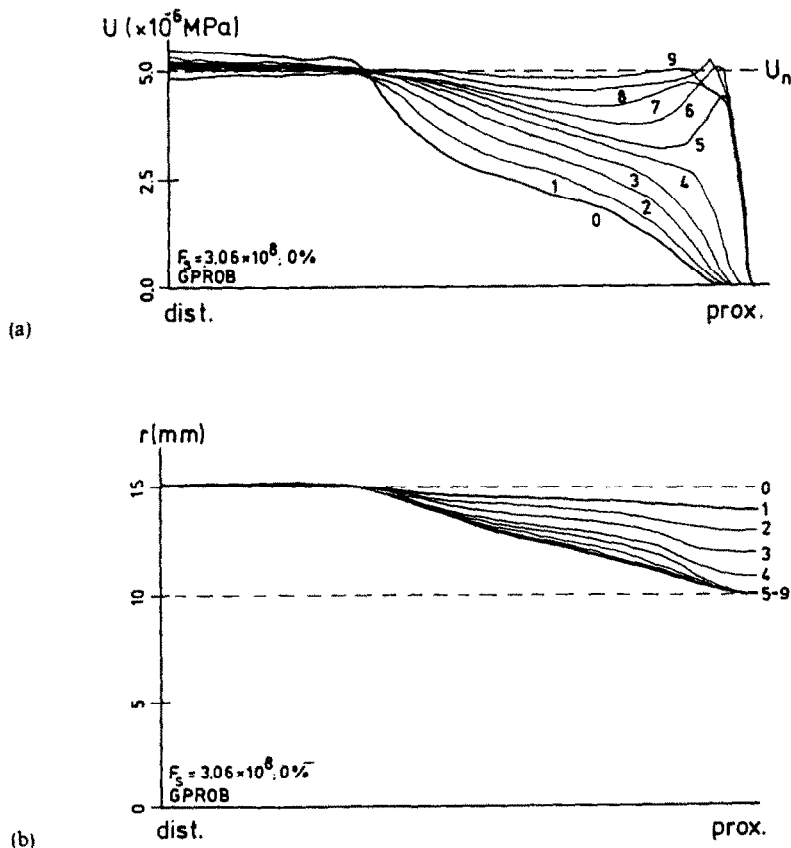 U (×10⁻⁶MPa)
5.0
2.5
0.0
Uₙ
9
8
7
6
5
4
3
2
1
0
Fₛ = 3.06×10⁸; 0%
GPROB
dist.
prox.
(a)
r(mm)
15
10
5
0
0
1
2
3
4
5-9
Fₛ = 3.06×10⁸; 0%
GPROB
dist.
prox.
(b)